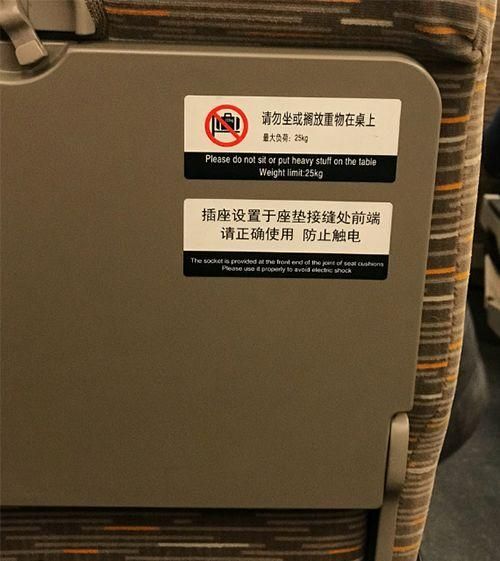 请勿坐或搁放重物在桌上
最大负荷：25kg
Please do not sit or put heavy stuff on the table
Weight limit:25kg
插座设置于座垫接缝处前端
请正确使用 防止触电
The socket is provided at the front end of the joint of seat cushions
Please use it properly to avoid electric shock